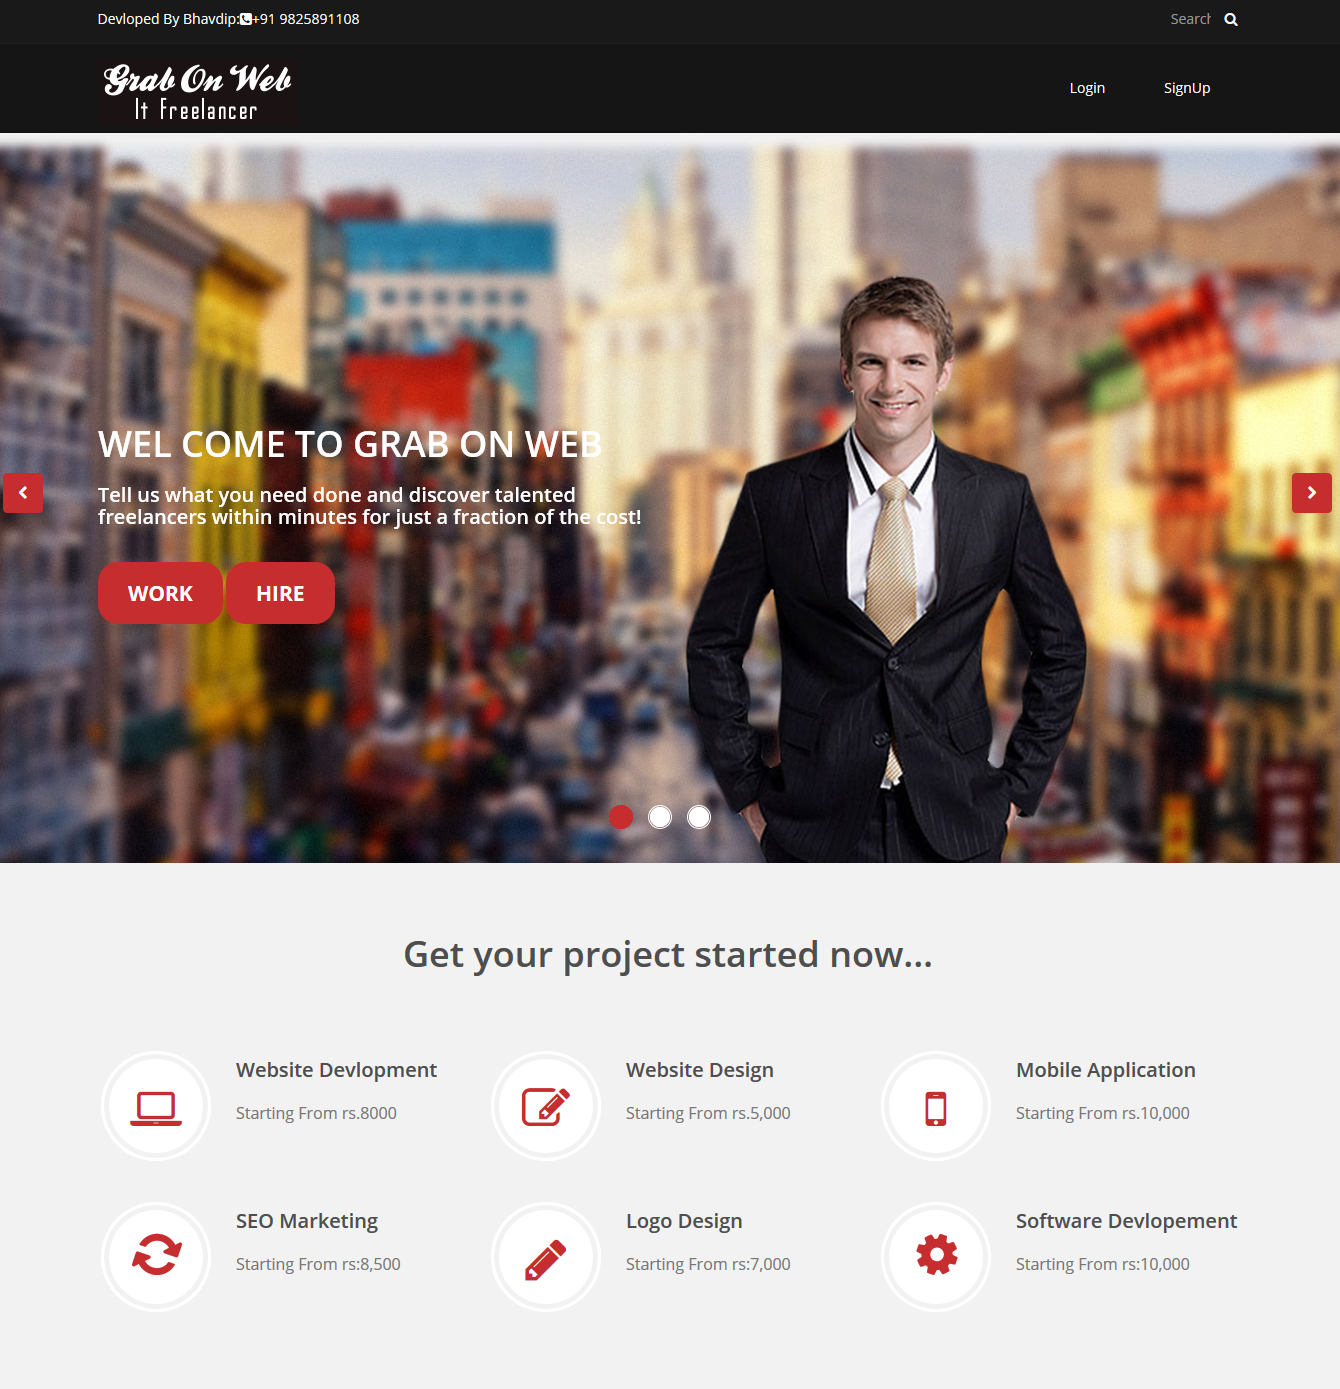 Devloped By Bhavdip:+91 9825891108
Search
Grab On Web
It Freelancer
Login
SignUp
WEL COME TO GRAB ON WEB
Tell us what you need done and discover talented
freelancers within minutes for just a fraction of the cost!
WORK
HIRE
Get your project started now...
Website Devlopment
Starting From rs.8000
Website Design
Starting From rs.5,000
Mobile Application
Starting From rs.10,000
SEO Marketing
Starting From rs:8,500
Logo Design
Starting From rs:7,000
Software Devlopement
Starting From rs:10,000